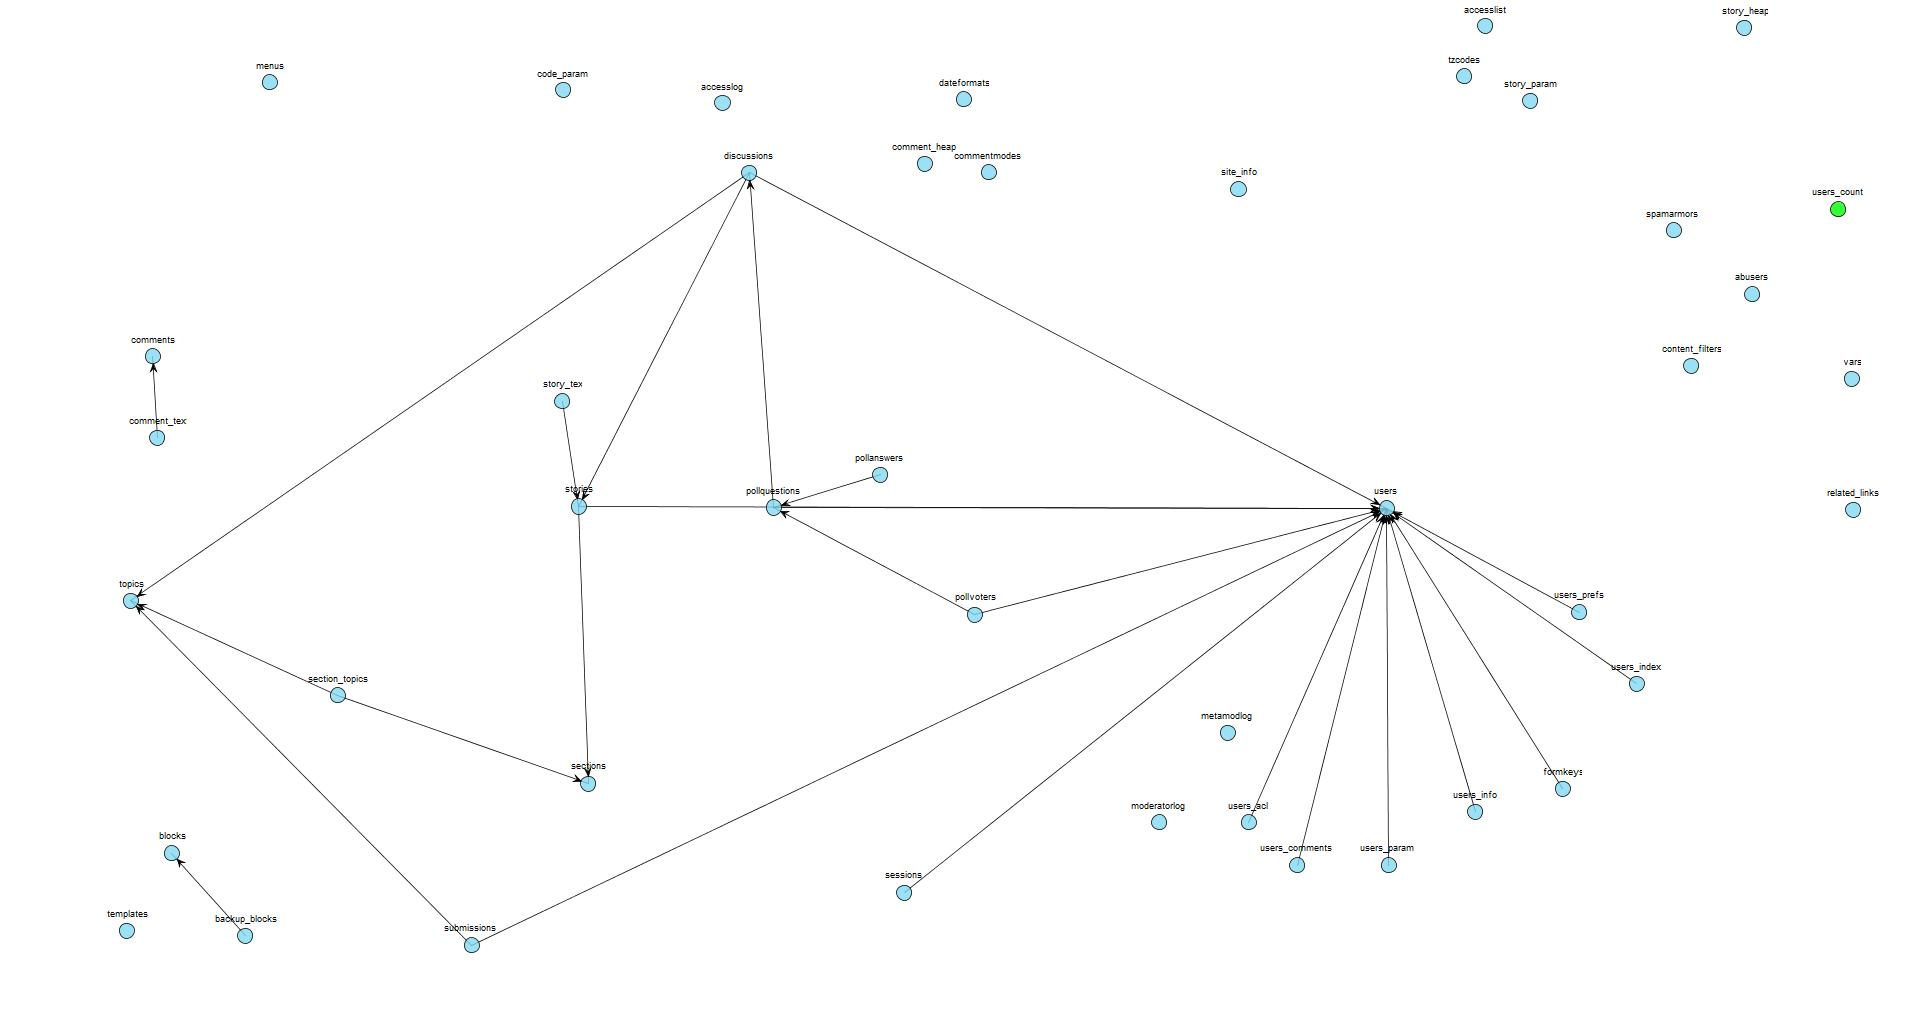 accesslist
story_heap
tzcodes
menus
code_param
story_param
accesslog
dateformats
comment_heap
commentmodes
discussions
site_info
users_count
spamarmors
abusers
comments
content_filters
vars
story_tex
comment_tex
pollanswers
stories
pollquestions
users
related_links
topics
pollvoters
users_prefs
users_index
section_topics
metamodlog
sections
formkeys
users_info
moderatorlog
users_acl
blocks
users_comments
users_param
sessions
templates
backup_blocks
submissions